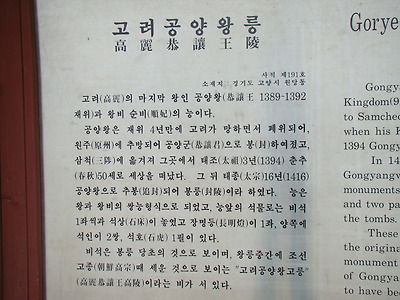 고려공양왕릉
高麗恭讓王陵
사적 제191호
소재지 : 경기도 고양시 원당동
고려(高麗)의 마지막 왕인 공양왕(恭讓王 1389-1392
재위)과 왕비 순비(順妃)의 능이다.
공양왕은 재위 4년만에 고려가 망하면서 폐위되어,
원주(原州)에 추방되어 공양군(恭讓君)으로 봉(封)하여졌고,
삼척(三陟)에 옮겨져 그곳에서 태조(太祖)3년(1394) 춘추
(春秋)50세로 세상을 떠났다. 그 뒤 태종(太宗)16년(1416)
공양왕으로 추봉(追封)되어 봉릉(封陵)이라 하였다. 능은
왕과 왕비의 쌍능형식으로 되었고, 능앞의 석물로는 비석
1좌씩과 석상(石床)이 놓였고 장명등(長明燈)이 1좌, 양쪽에
석인이 2쌍, 석호(石虎) 1필이 있다.
비석은 봉릉 당초의 것으로 보이며, 왕릉중간에 조선
고종(朝鮮高宗)때 세운 것으로 보이는 "고려공양왕고릉"
(高麗恭讓王高陵)이라는 비가 서 있다.
Gorye
Gongya
Kingdom(9
to Samche
when his K
1394 Gongy
In 14
Gongyangw
monuments
and two pa
the tombs.
These
the origina
monument
of Gongya
to have be